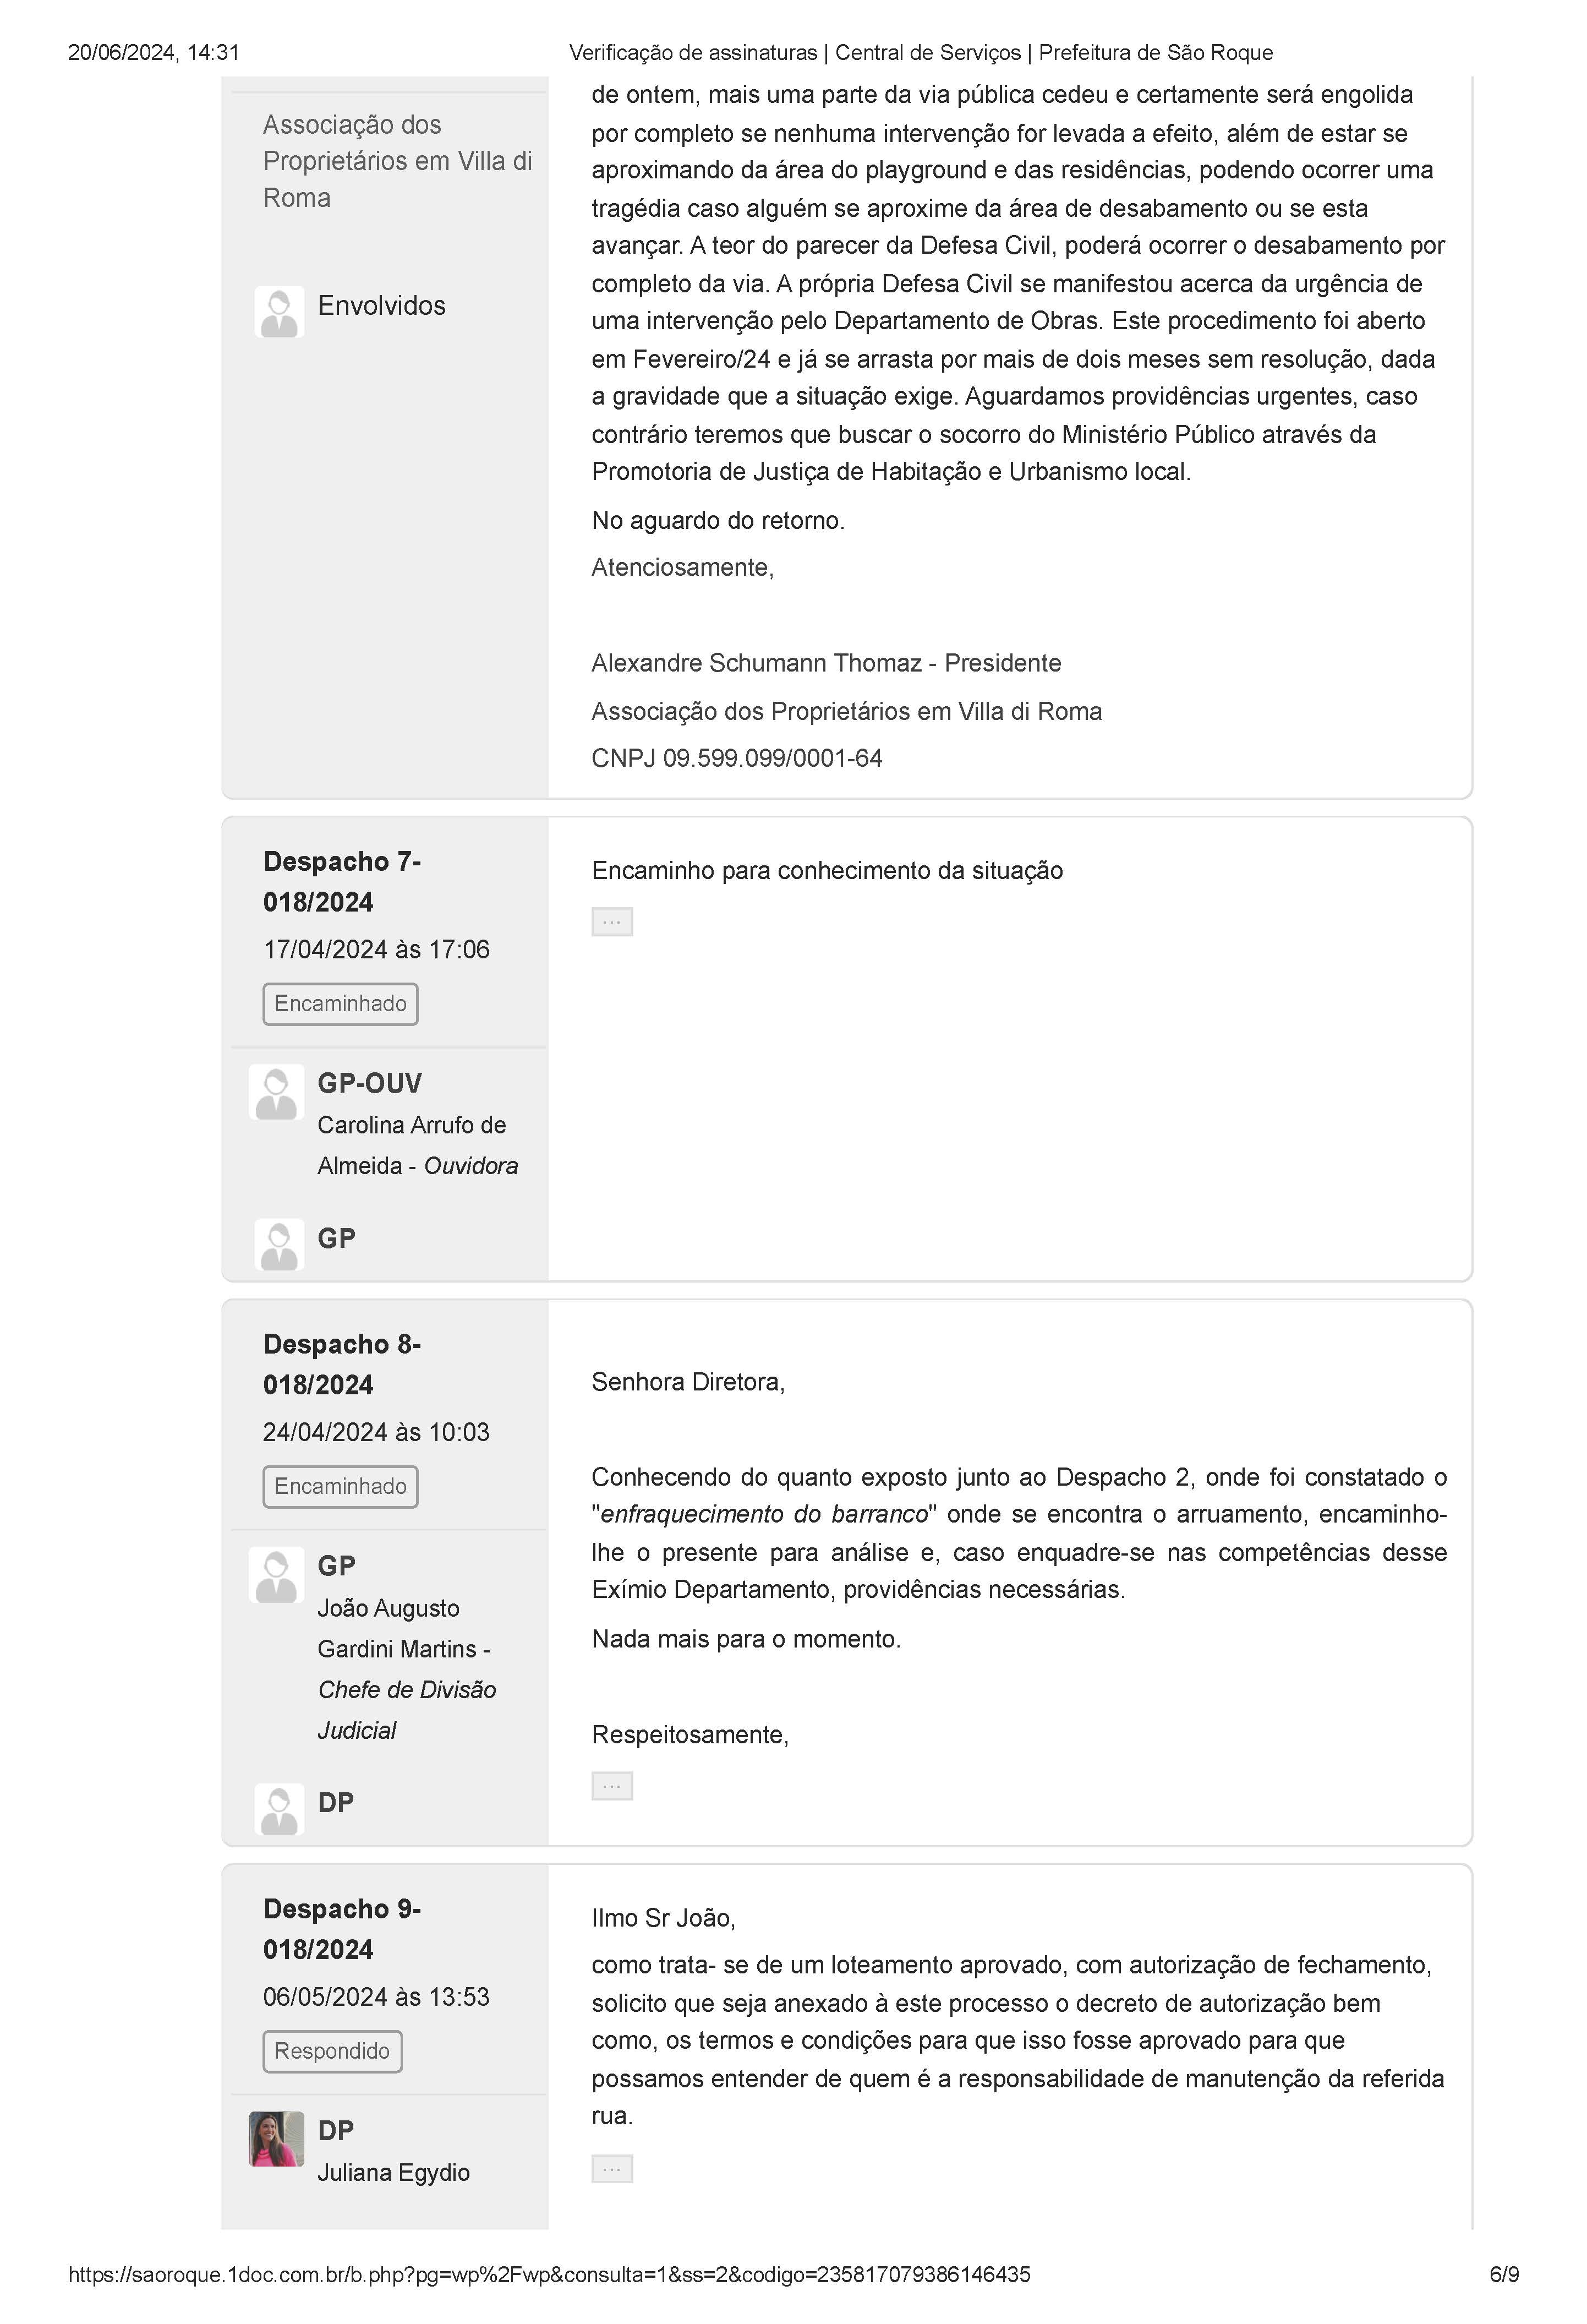 20/06/2024, 14:31
Verificação de assinaturas | Central de Serviços | Prefeitura de São Roque
Associação dos
Proprietários em Villa di
Roma
Envolvidos
de ontem, mais uma parte da via pública cedeu e certamente será engolida
por completo se nenhuma intervenção for levada a efeito, além de estar se
aproximando da área do playground e das residências, podendo ocorrer uma
tragédia caso alguém se aproxime da área de desabamento ou se esta
avançar. A teor do parecer da Defesa Civil, poderá ocorrer o desabamento por
completo da via. A própria Defesa Civil se manifestou acerca da urgência de
uma intervenção pelo Departamento de Obras. Este procedimento foi aberto
em Fevereiro/24 e já se arrasta por mais de dois meses sem resolução, dada
a gravidade que a situação exige. Aguardamos providências urgentes, caso
contrário teremos que buscar o socorro do Ministério Público através da
Promotoria de Justiça de Habitação e Urbanismo local.
No aguardo do retorno.
Atenciosamente,
Alexandre Schumann Thomaz - Presidente
Associação dos Proprietários em Villa di Roma
CNPJ 09.599.099/0001-64
Despacho 7-
018/2024
17/04/2024 às 17:06
Encaminhado
GP-OUV
Carolina Arrufo de
Almeida - Ouvidora
GP
Encaminho para conhecimento da situação
...
Despacho 8-
018/2024
24/04/2024 às 10:03
Encaminhado
GP
João Augusto
Gardini Martins -
Chefe de Divisão
Judicial
DP
Senhora Diretora,
Conhecendo do quanto exposto junto ao Despacho 2, onde foi constatado o
"enfraquecimento do barranco" onde se encontra o arruamento, encaminho-
lhe o presente para análise e, caso enquadre-se nas competências desse
Exímio Departamento, providências necessárias.
Nada mais para o momento.
Respeitosamente,
...
Despacho 9-
018/2024
06/05/2024 às 13:53
Respondido
DP
Juliana Egydio
Ilmo Sr João,
como trata- se de um loteamento aprovado, com autorização de fechamento,
solicito que seja anexado à este processo o decreto de autorização bem
como, os termos e condições para que isso fosse aprovado para que
possamos entender de quem é a responsabilidade de manutenção da referida
rua.
...
https://saoroque.1doc.com.br/b.php?pg=wp%2Fwp&consulta=1&ss=2&codigo=235817079386146435
6/9